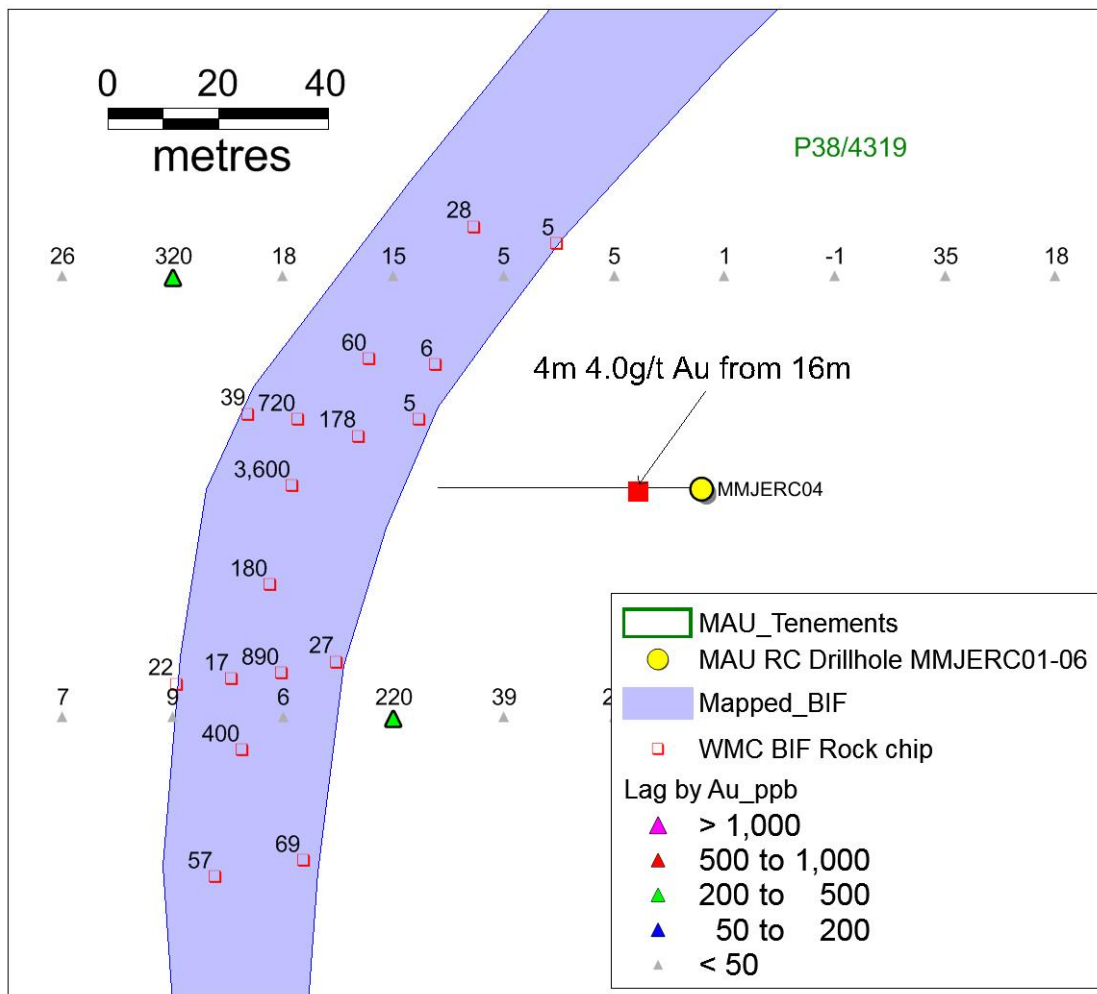 0 20 40
metres
P38/4319
28
5
26 320 18 15 5 5 1 -1 35 18
60 6
4m 4.0g/t Au from 16m
39 720 178 5
3,600
MMJERC04
180
22 17 890 27
7 9 6 220 39 2
400
57 69
MAU_Tenements
MAU RC Drillhole MMJERC01-06
Mapped_BIF
WMC BIF Rock chip
Lag by Au_ppb
> 1,000
500 to 1,000
200 to 500
50 to 200
< 50